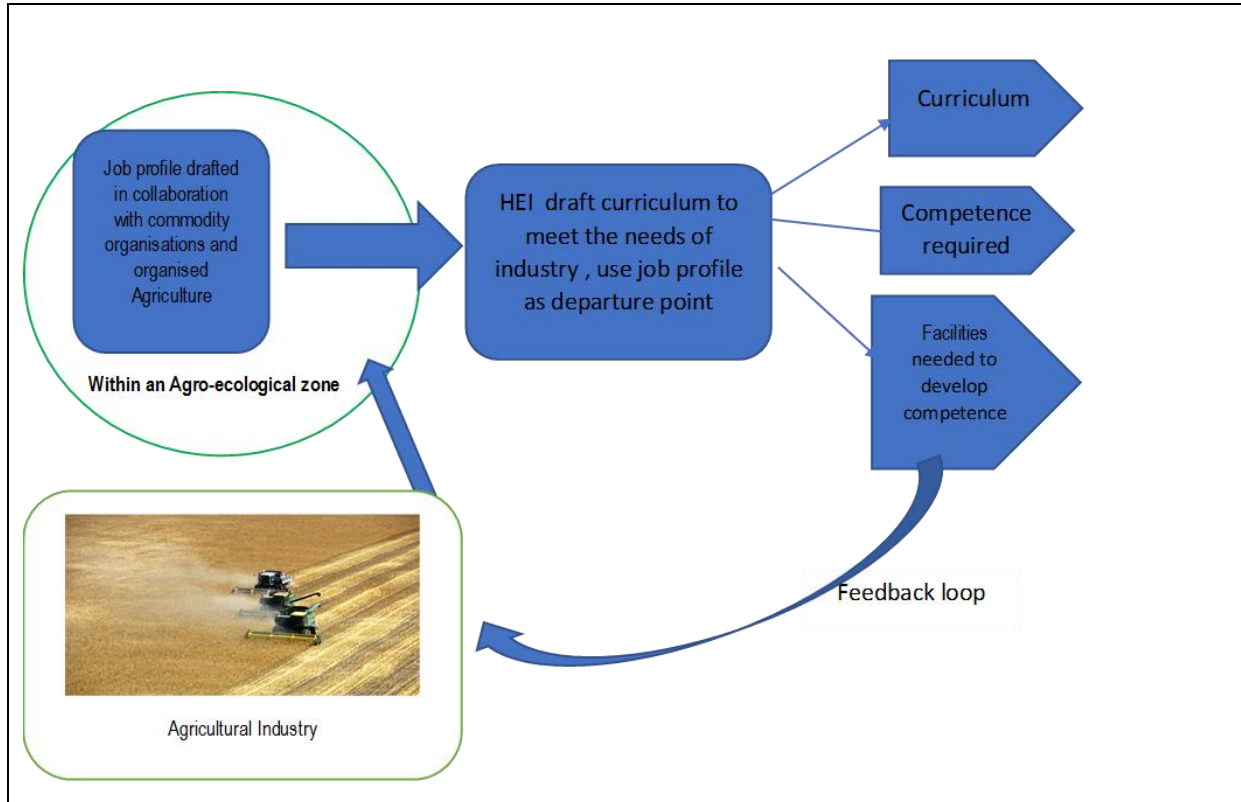 Job profile drafted
in collaboration
with commodity
organisations and
organised
Agriculture
Within an Agro-ecological zone
HEI  draft curriculum to
meet the needs of
industry , use job profile
as departure point
Curriculum
Competence
required
Facilities
needed to
develop
competence
Feedback loop
Agricultural Industry